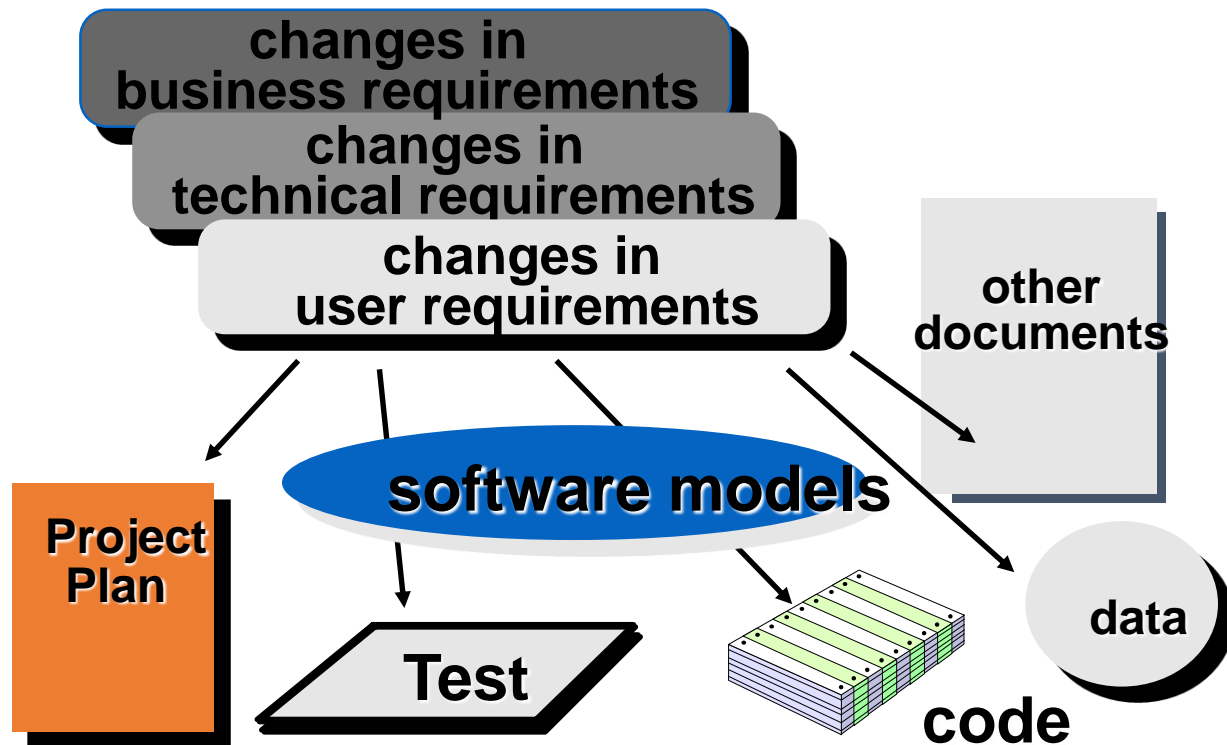 changes in
business requirements
changes in
technical requirements
changes in
user requirements
other
documents
software models
Project
Plan
Test
data
code